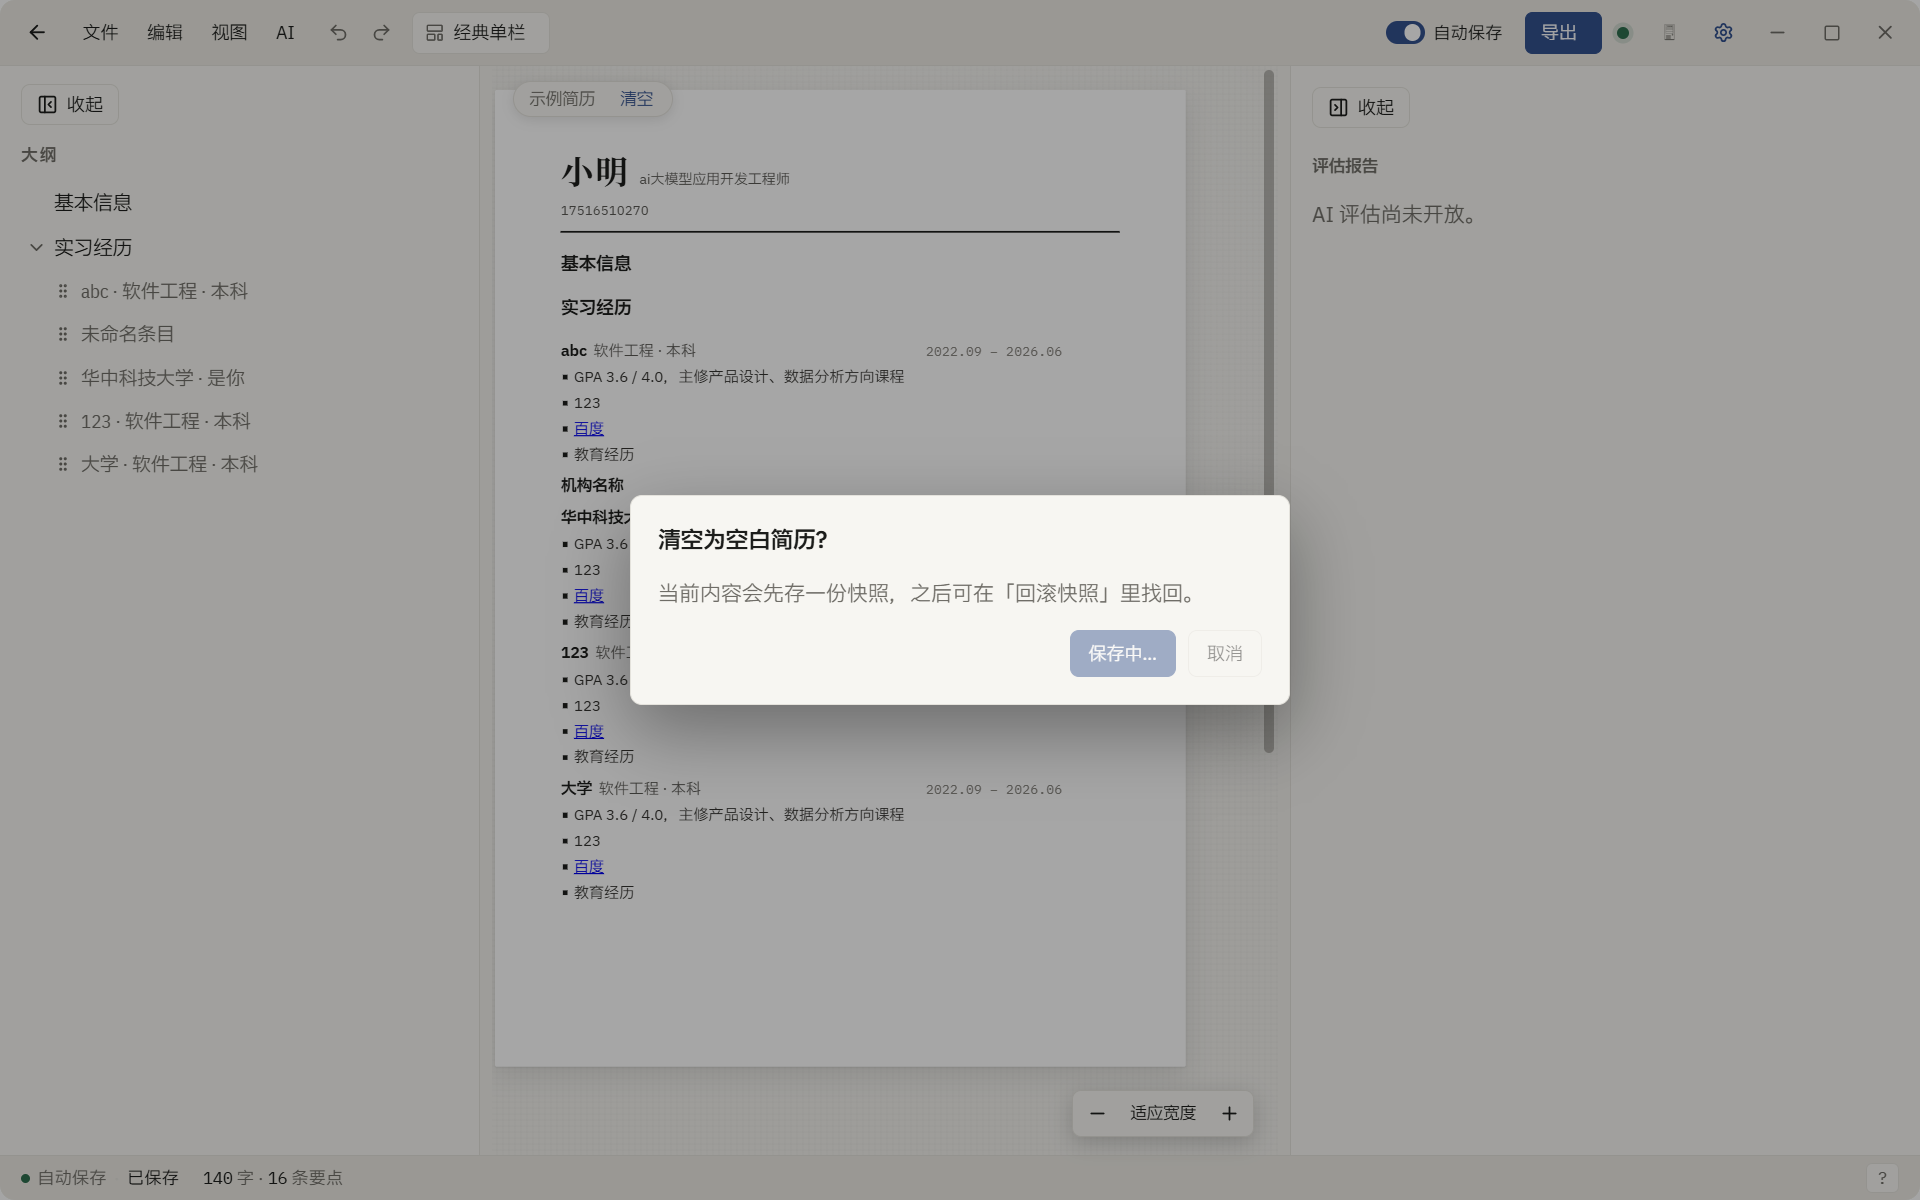 文件 编辑 视图 AI 经典单栏 自动保存 导出
收起
大纲
基本信息
实习经历
abc · 软件工程 · 本科
未命名条目
华中科技大学 · 是你
123 · 软件工程 · 本科
大学 · 软件工程 · 本科
示例简历 清空
小明 ai大模型应用开发工程师
17516510270
基本信息
实习经历
abc 软件工程 · 本科 2022.09 – 2026.06
▪ GPA 3.6 / 4.0，主修产品设计、数据分析方向课程
▪ 123
▪ 百度
▪ 教育经历
机构名称
华中科技
▪ GPA 3.6
▪ 123
▪ 百度
▪ 教育经历
123 软件
▪ GPA 3.6
▪ 123
▪ 百度
▪ 教育经历
大学 软件工程 · 本科 2022.09 – 2026.06
▪ GPA 3.6 / 4.0，主修产品设计、数据分析方向课程
▪ 123
▪ 百度
▪ 教育经历
清空为空白简历?
当前内容会先存一份快照，之后可在「回滚快照」里找回。
保存中... 取消
收起
评估报告
AI 评估尚未开放。
− 适应宽度 +
自动保存 已保存 140 字 · 16 条要点 ?